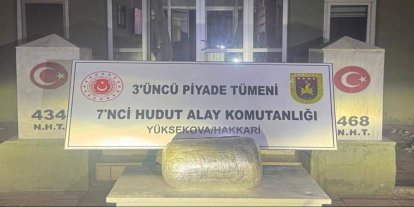 3'ÜNCÜ PİYADE TÜMENİ
7'NCİ HUDUT ALAY KOMUTANLIĞI
YÜKSEKOVA/HAKKARİ
434
N.H.T.
468
N.H.T.